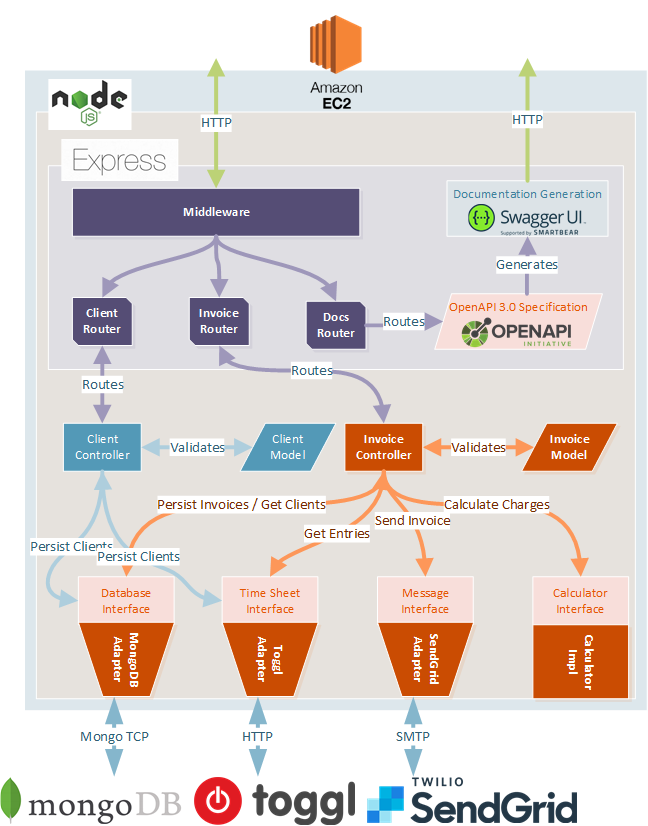 Amazon
EC2
node
JS
HTTP
HTTP
Express
Middleware
Documentation Generation
Swagger UI
Supported by SMARTBEAR
Generates
Client
Router
Invoice
Router
Docs
Router
Routes
OpenAPI 3.0 Specification
OPENAPI
INITIATIVE
Routes
Routes
Client
Controller
Validates
Client
Model
Invoice
Controller
Validates
Invoice
Model
Persist Invoices / Get Clients
Calculate Charges
Send Invoice
Get Entries
Persist Clients
Persist Clients
Database
Interface
Time Sheet
Interface
Message
Interface
Calculator
Interface
MongoDB
Adapter
Toggl
Adapter
SendGrid
Adapter
Calculator
Impl
Mongo TCP
HTTP
SMTP
mongoDB
toggl
TWILIO
SendGrid